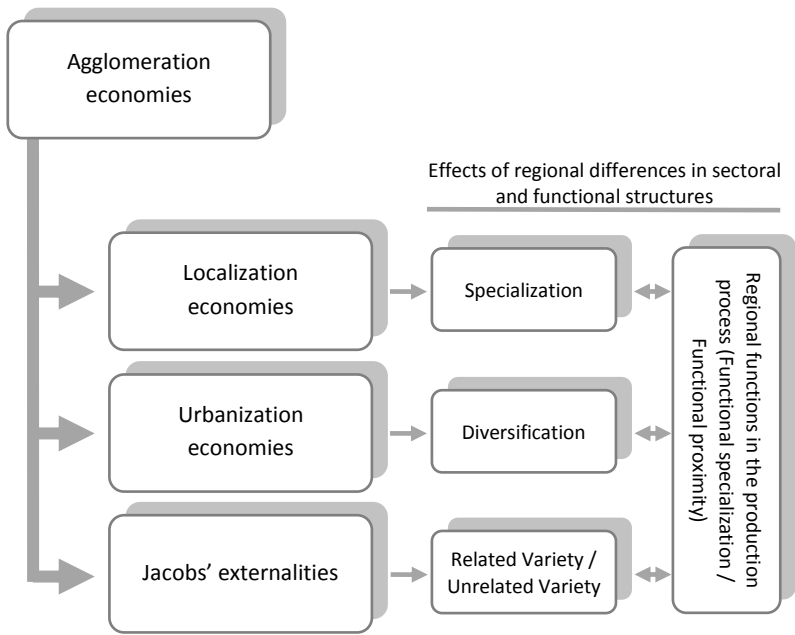 Agglomeration
economies
Effects of regional differences in sectoral
and functional structures
Localization
economies
Specialization
Urbanization
economies
Diversification
Jacobs’ externalities
Related Variety /
Unrelated Variety
Regional functions in the production
process (Functional specialization /
Functional proximity)